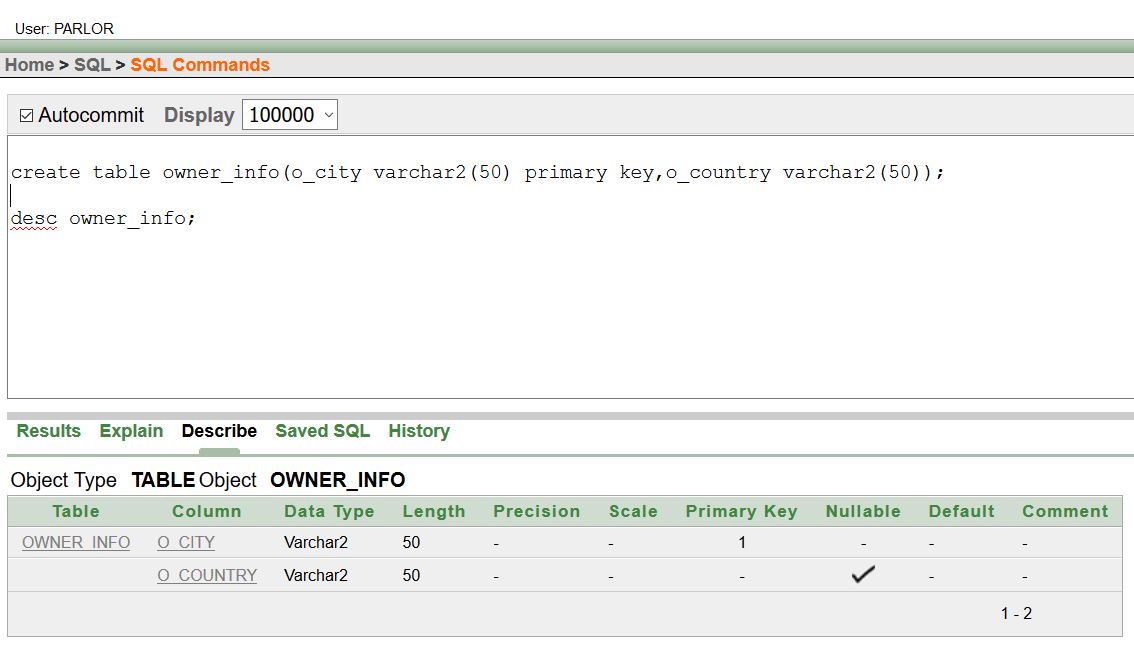 User: PARLOR
Home > SQL > SQL Commands
Autocommit Display 100000
create table owner_info(o_city varchar2(50) primary key,o_country varchar2(50));
desc owner_info;
Results Explain Describe Saved SQL History
Object Type TABLE Object OWNER_INFO
Table Column Data Type Length Precision Scale Primary Key Nullable Default Comment
OWNER_INFO O_CITY Varchar2 50 - - 1 - - -
O_COUNTRY Varchar2 50 - - - - -
1 - 2